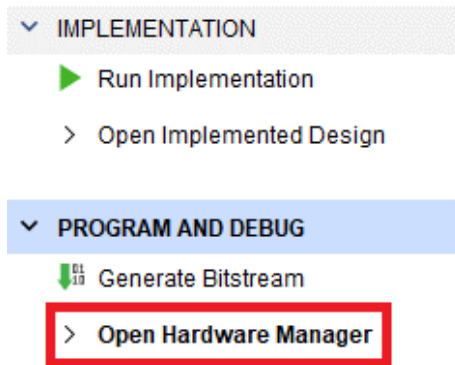 IMPLEMENTATION
Run Implementation
Open Implemented Design
PROGRAM AND DEBUG
Generate Bitstream
Open Hardware Manager